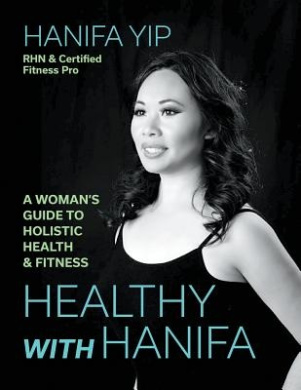 HANIFA YIP
RHN & Certified
Fitness Pro
A WOMAN'S
GUIDE TO
HOLISTIC
HEALTH
& FITNESS
HEALTHY
WITH HANIFA